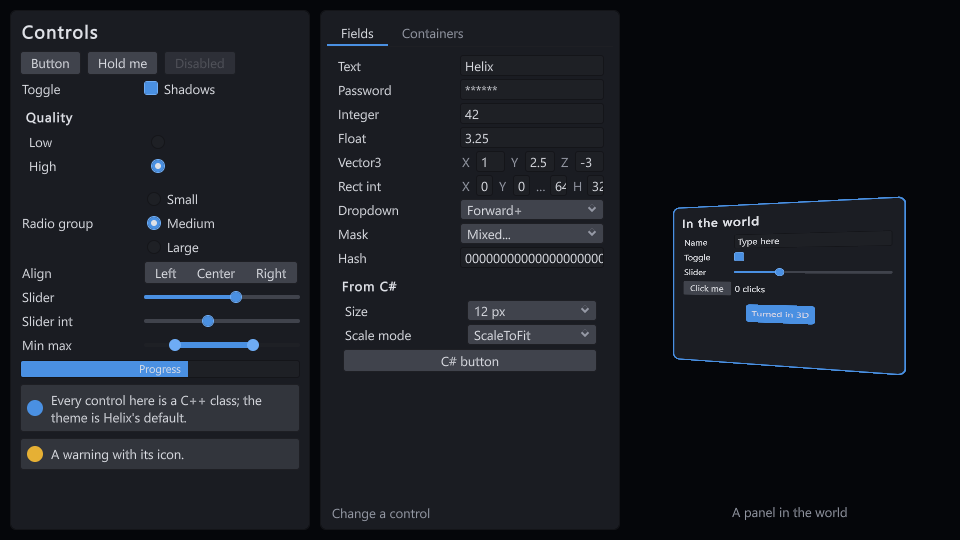 Controls
Button Hold me Disabled
Toggle Shadows
Quality
Low
High
Small
Radio group Medium
Large
Align Left Center Right
Slider
Slider int
Min max
Progress
Every control here is a C++ class; the
theme is Helix's default.
A warning with its icon.
Fields Containers
Text Helix
Password ******
Integer 42
Float 3.25
Vector3 X 1 Y 2.5 Z -3
Rect int X 0 Y 0 ... 64 H 32
Dropdown Forward+
Mask Mixed...
Hash 00000000000000000000
From C#
Size 12 px
Scale mode ScaleToFit
C# button
Change a control
In the world
Name Type here
Toggle
Slider
Click me 0 clicks
Turned in 3D
A panel in the world